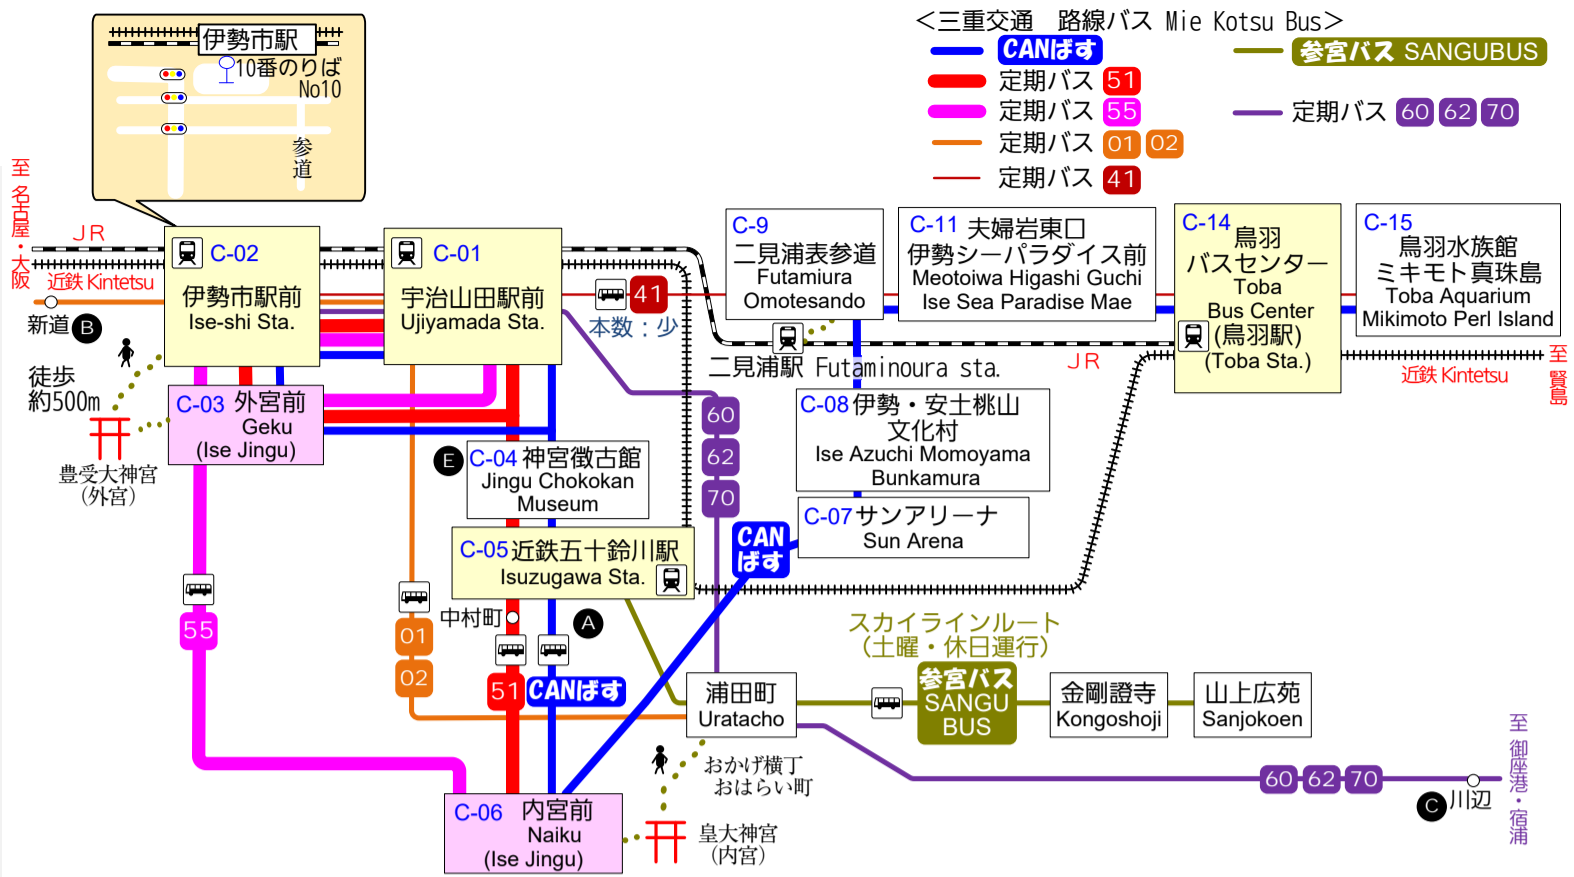 ＜三重交通　路線バス Mie Kotsu Bus＞
CANばす
参宮バス SANGUBUS
定期バス 51
定期バス 55
定期バス 60 62 70
定期バス 01 02
定期バス 41
伊勢市駅
10番のりば
No10
参道
至 名古屋・大阪
JR
近鉄 Kintetsu
新道 B
C-02
伊勢市駅前
Ise-shi Sta.
C-01
宇治山田駅前
Ujiyamada Sta.
41
本数：少
C-9
二見浦表参道
Futamiura
Omotesando
C-11 夫婦岩東口
伊勢シーパラダイス前
Meotoiwa Higashi Guchi
Ise Sea Paradise Mae
C-14
鳥羽
バスセンター
Toba
Bus Center
(鳥羽駅)
(Toba Sta.)
C-15
鳥羽水族館
ミキモト真珠島
Toba Aquarium
Mikimoto Perl Island
二見浦駅 Futaminoura sta.
JR
近鉄 Kintetsu
至 賢島
徒歩
約500m
豊受大神宮
（外宮）
C-03 外宮前
Geku
(Ise Jingu)
E
C-04 神宮徴古館
Jingu Chokokan
Museum
60
62
70
C-08 伊勢・安土桃山
文化村
Ise Azuchi Momoyama
Bunkamura
C-07 サンアリーナ
Sun Arena
CAN
ばす
C-05 近鉄五十鈴川駅
Isuzugawa Sta.
中村町
A
55
01
02
51
CANばす
スカイラインルート
（土曜・休日運行）
参宮バス
SANGU
BUS
浦田町
Uratacho
金剛證寺
Kongoshoji
山上広苑
Sanjokoen
おかげ横丁
おはらい町
60 62 70
C 川辺
至 御座港・宿浦
C-06 内宮前
Naiku
(Ise Jingu)
皇大神宮
（内宮）